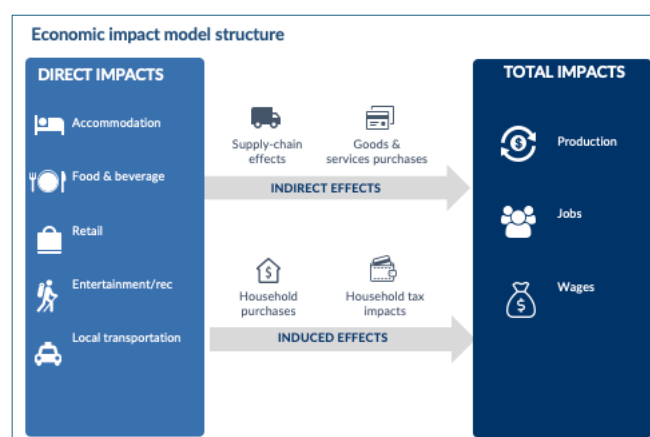 Economic impact model structure
DIRECT IMPACTS
Accommodation
Food & beverage
Retail
Entertainment/rec
Local transportation
Supply-chain
effects
Goods &
services purchases
INDIRECT EFFECTS
Household
purchases
Household tax
impacts
INDUCED EFFECTS
TOTAL IMPACTS
Production
Jobs
Wages